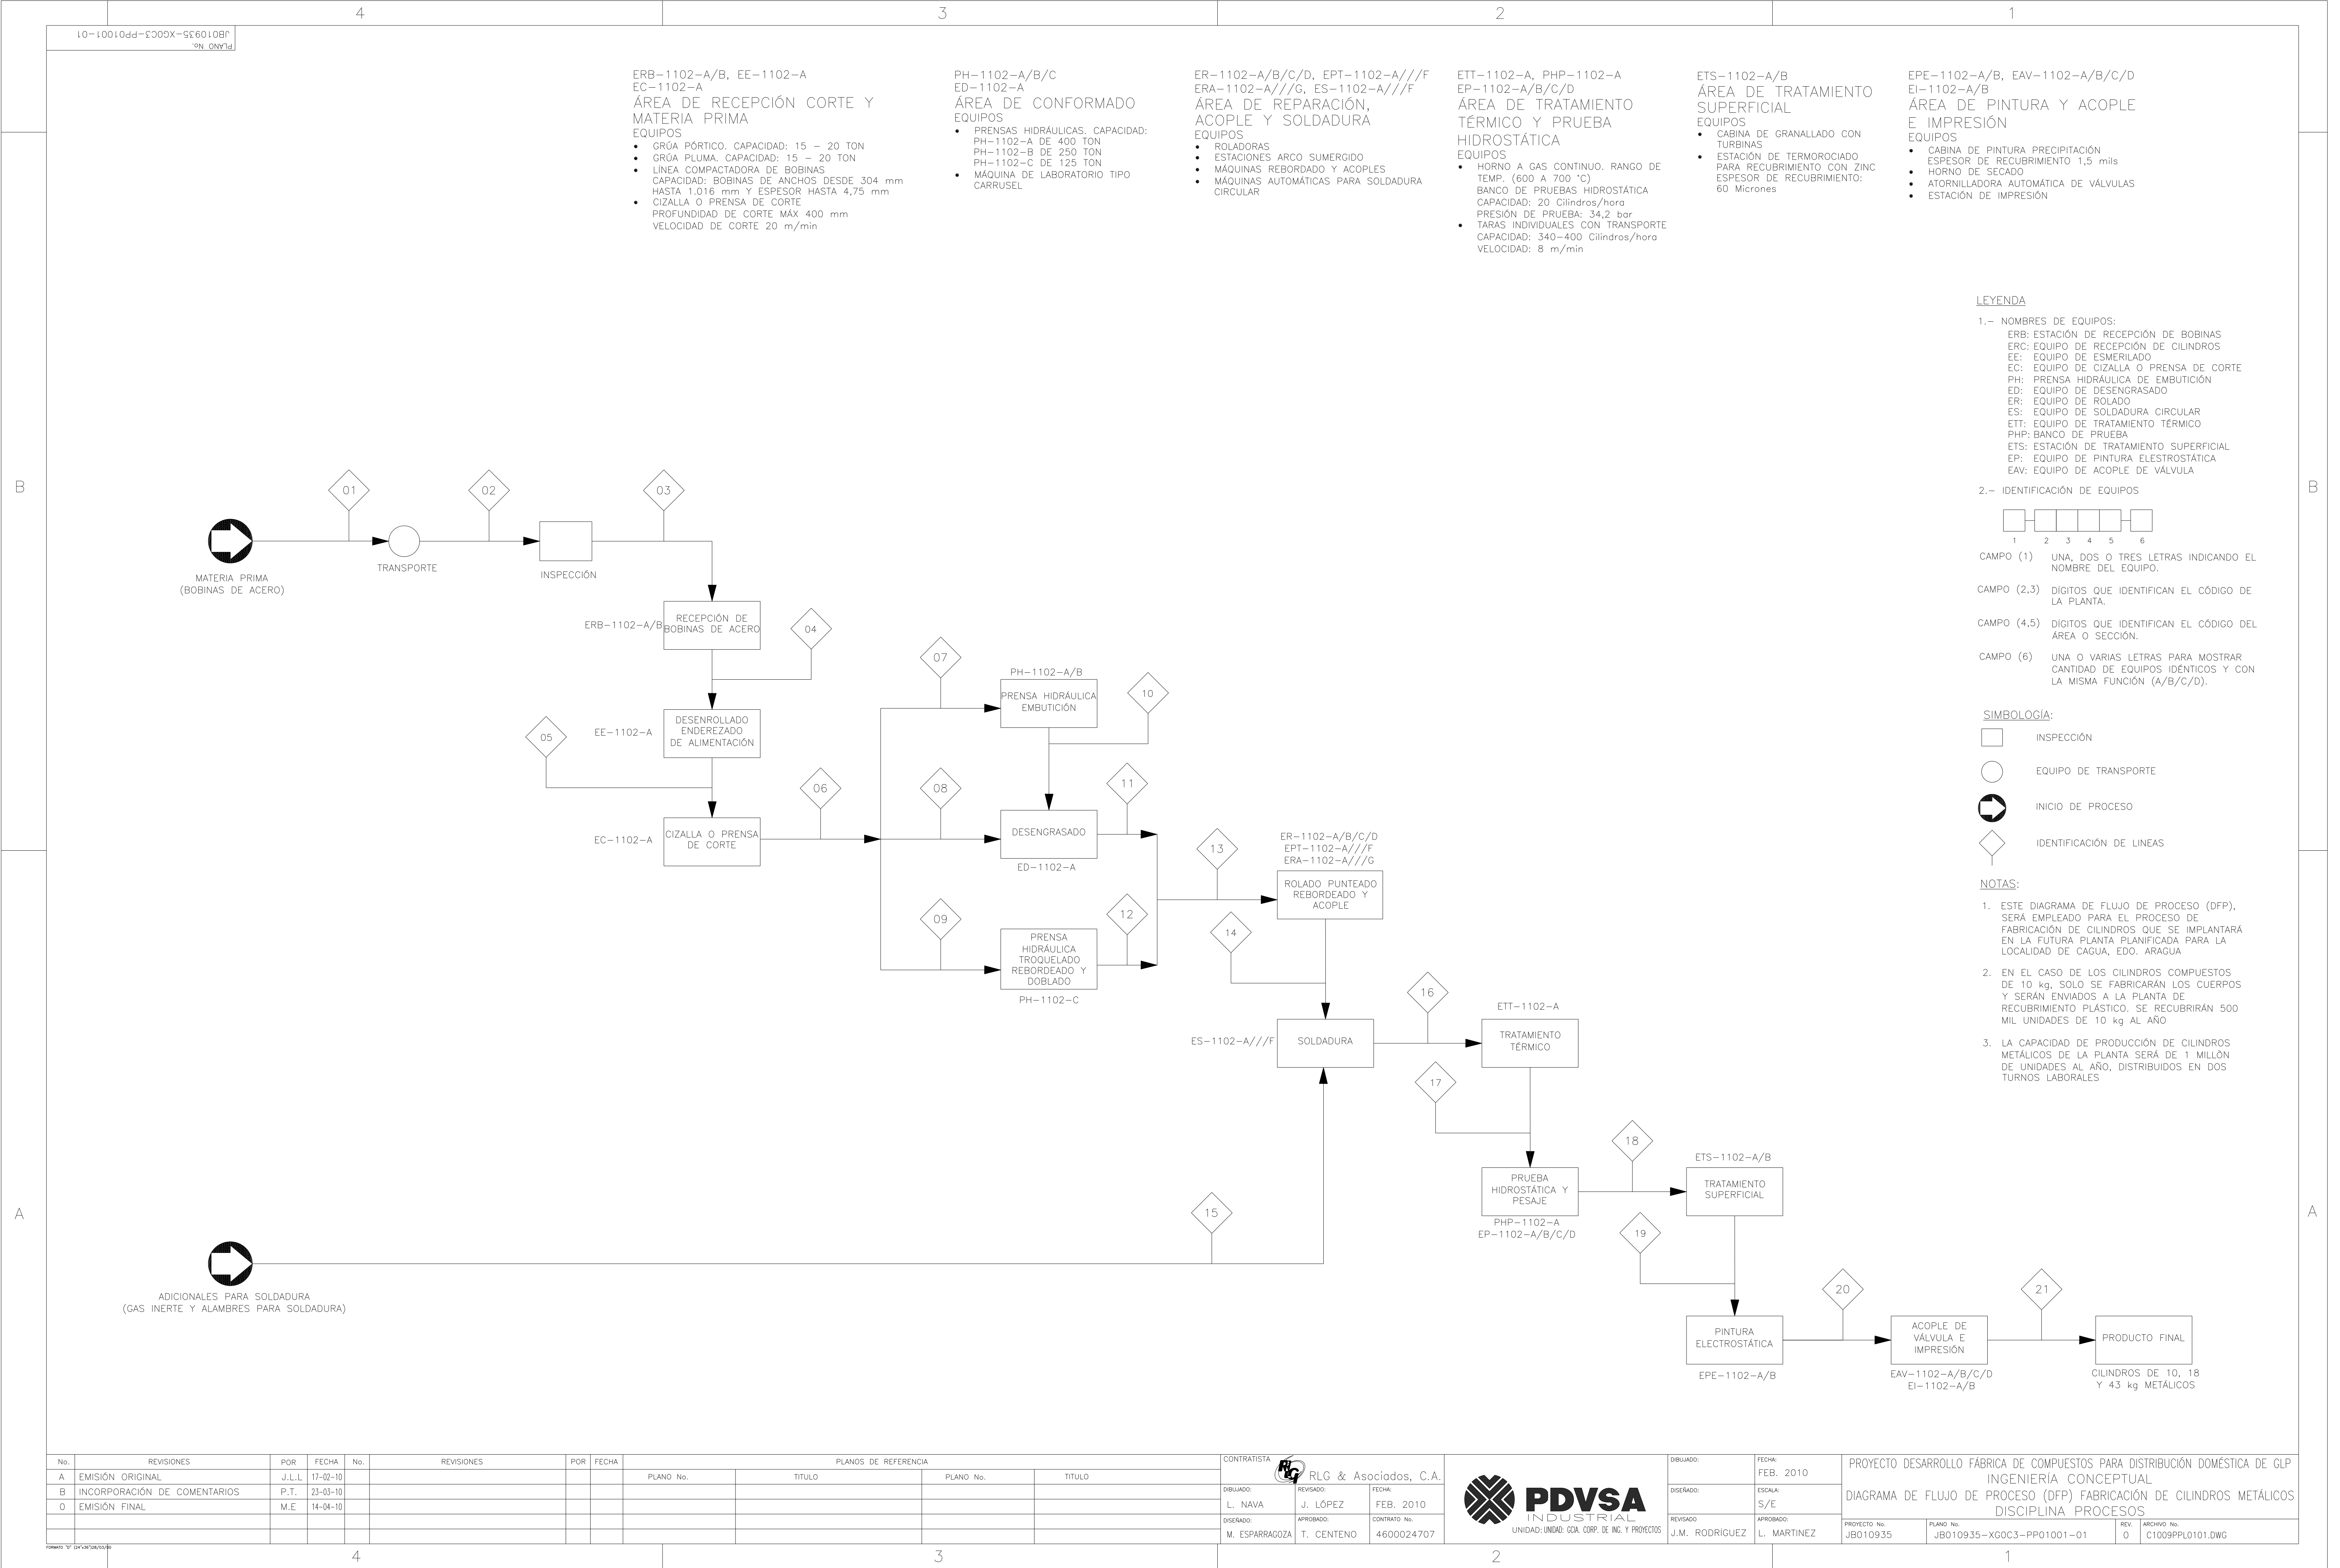 4
3
2
1
JB010935-XG0C3-PP01001-01
PLANO No.
ERB-1102-A/B, EE-1102-A
EC-1102-A
ÁREA DE RECEPCIÓN CORTE Y
MATERIA PRIMA
EQUIPOS
• GRÚA PÓRTICO. CAPACIDAD: 15 - 20 TON
• GRÚA PLUMA. CAPACIDAD: 15 - 20 TON
• LÍNEA COMPACTADORA DE BOBINAS
CAPACIDAD: BOBINAS DE ANCHOS DESDE 304 mm
HASTA 1.016 mm Y ESPESOR HASTA 4,75 mm
• CIZALLA O PRENSA DE CORTE
PROFUNDIDAD DE CORTE MÁX 400 mm
VELOCIDAD DE CORTE 20 m/min
PH-1102-A/B/C
ED-1102-A
ÁREA DE CONFORMADO
EQUIPOS
• PRENSAS HIDRÁULICAS. CAPACIDAD:
PH-1102-A DE 400 TON
PH-1102-B DE 250 TON
PH-1102-C DE 125 TON
• MÁQUINA DE LABORATORIO TIPO
CARRUSEL
ER-1102-A/B/C/D, EPT-1102-A///F
ERA-1102-A///G, ES-1102-A///F
ÁREA DE REPARACIÓN,
ACOPLE Y SOLDADURA
EQUIPOS
• ROLADORAS
• ESTACIONES ARCO SUMERGIDO
• MÁQUINAS REBORDADO Y ACOPLES
• MÁQUINAS AUTOMÁTICAS PARA SOLDADURA
CIRCULAR
ETT-1102-A, PHP-1102-A
EP-1102-A/B/C/D
ÁREA DE TRATAMIENTO
TÉRMICO Y PRUEBA
HIDROSTÁTICA
EQUIPOS
• HORNO A GAS CONTINUO. RANGO DE
TEMP. (600 A 700 °C)
BANCO DE PRUEBAS HIDROSTÁTICA
CAPACIDAD: 20 Cilindros/hora
PRESIÓN DE PRUEBA: 34,2 bar
• TARAS INDIVIDUALES CON TRANSPORTE
CAPACIDAD: 340-400 Cilindros/hora
VELOCIDAD: 8 m/min
ETS-1102-A/B
ÁREA DE TRATAMIENTO
SUPERFICIAL
EQUIPOS
• CABINA DE GRANALLADO CON
TURBINAS
• ESTACIÓN DE TERMOROCIADO
PARA RECUBRIMIENTO CON ZINC
ESPESOR DE RECUBRIMIENTO:
60 Micrones
EPE-1102-A/B, EAV-1102-A/B/C/D
EI-1102-A/B
ÁREA DE PINTURA Y ACOPLE
E IMPRESIÓN
EQUIPOS
• CABINA DE PINTURA PRECIPITACIÓN
ESPESOR DE RECUBRIMIENTO 1,5 mils
• HORNO DE SECADO
• ATORNILLADORA AUTOMÁTICA DE VÁLVULAS
• ESTACIÓN DE IMPRESIÓN
LEYENDA
1.- NOMBRES DE EQUIPOS:
ERB: ESTACIÓN DE RECEPCIÓN DE BOBINAS
ERC: EQUIPO DE RECEPCIÓN DE CILINDROS
EE: EQUIPO DE ESMERILADO
EC: EQUIPO DE CIZALLA O PRENSA DE CORTE
PH: PRENSA HIDRÁULICA DE EMBUTICIÓN
ED: EQUIPO DE DESENGRASADO
ER: EQUIPO DE ROLADO
ES: EQUIPO DE SOLDADURA CIRCULAR
ETT: EQUIPO DE TRATAMIENTO TÉRMICO
PHP: BANCO DE PRUEBA
ETS: ESTACIÓN DE TRATAMIENTO SUPERFICIAL
EP: EQUIPO DE PINTURA ELESTROSTÁTICA
EAV: EQUIPO DE ACOPLE DE VÁLVULA
2.- IDENTIFICACIÓN DE EQUIPOS
1 2 3 4 5 6
CAMPO (1) UNA, DOS O TRES LETRAS INDICANDO EL
NOMBRE DEL EQUIPO.
CAMPO (2,3) DÍGITOS QUE IDENTIFICAN EL CÓDIGO DE
LA PLANTA.
CAMPO (4,5) DÍGITOS QUE IDENTIFICAN EL CÓDIGO DEL
ÁREA O SECCIÓN.
CAMPO (6) UNA O VARIAS LETRAS PARA MOSTRAR
CANTIDAD DE EQUIPOS IDÉNTICOS Y CON
LA MISMA FUNCIÓN (A/B/C/D).
SIMBOLOGÍA:
INSPECCIÓN
EQUIPO DE TRANSPORTE
INICIO DE PROCESO
IDENTIFICACIÓN DE LINEAS
NOTAS:
1. ESTE DIAGRAMA DE FLUJO DE PROCESO (DFP),
SERÁ EMPLEADO PARA EL PROCESO DE
FABRICACIÓN DE CILINDROS QUE SE IMPLANTARÁ
EN LA FUTURA PLANTA PLANIFICADA PARA LA
LOCALIDAD DE CAGUA, EDO. ARAGUA
2. EN EL CASO DE LOS CILINDROS COMPUESTOS
DE 10 kg, SOLO SE FABRICARÁN LOS CUERPOS
Y SERÁN ENVIADOS A LA PLANTA DE
RECUBRIMIENTO PLÁSTICO. SE RECUBRIRÁN 500
MIL UNIDADES DE 10 kg AL AÑO
3. LA CAPACIDAD DE PRODUCCIÓN DE CILINDROS
METÁLICOS DE LA PLANTA SERÁ DE 1 MILLÕN
DE UNIDADES AL AÑO, DISTRIBUIDOS EN DOS
TURNOS LABORALES
B
B
A
A
01
02
03
MATERIA PRIMA
(BOBINAS DE ACERO)
TRANSPORTE
INSPECCIÓN
ERB-1102-A/B
RECEPCIÓN DE
BOBINAS DE ACERO
04
EE-1102-A
DESENROLLADO
ENDEREZADO
DE ALIMENTACIÓN
05
EC-1102-A
CIZALLA O PRENSA
DE CORTE
06
07
08
09
PH-1102-A/B
PRENSA HIDRÁULICA
EMBUTICIÓN
10
DESENGRASADO
ED-1102-A
11
PRENSA
HIDRÁULICA
TROQUELADO
REBORDEADO Y
DOBLADO
PH-1102-C
12
13
ER-1102-A/B/C/D
EPT-1102-A///F
ERA-1102-A///G
ROLADO PUNTEADO
REBORDEADO Y
ACOPLE
14
ES-1102-A///F
SOLDADURA
15
16
ETT-1102-A
TRATAMIENTO
TÉRMICO
17
PRUEBA
HIDROSTÁTICA Y
PESAJE
PHP-1102-A
EP-1102-A/B/C/D
18
ETS-1102-A/B
TRATAMIENTO
SUPERFICIAL
19
ADICIONALES PARA SOLDADURA
(GAS INERTE Y ALAMBRES PARA SOLDADURA)
PINTURA
ELECTROSTÁTICA
EPE-1102-A/B
20
ACOPLE DE
VÁLVULA E
IMPRESIÓN
EAV-1102-A/B/C/D
EI-1102-A/B
21
PRODUCTO FINAL
CILINDROS DE 10, 18
Y 43 kg METÁLICOS
No. REVISIONES POR FECHA No. REVISIONES POR FECHA
A EMISIÓN ORIGINAL J.L.L 17-02-10
B INCORPORACIÓN DE COMENTARIOS P.T. 23-03-10
0 EMISIÓN FINAL M.E 14-04-10
PLANOS DE REFERENCIA
PLANO No. TITULO PLANO No. TITULO
CONTRATISTA
RLG
RLG & Asociados, C.A.
DIBUJADO: REVISADO: FECHA:
L. NAVA J. LÓPEZ FEB. 2010
DISEÑADO: APROBADO: CONTRATO No.
M. ESPARRAGOZA T. CENTENO 4600024707
PDVSA
INDUSTRIAL
UNIDAD: UNIDAD: GCIA. CORP. DE ING. Y PROYECTOS
DIBUJADO: FECHA:
FEB. 2010
DISEÑADO: ESCALA:
S/E
REVISADO APROBADO:
J.M. RODRÍGUEZ L. MARTINEZ
PROYECTO DESARROLLO FÁBRICA DE COMPUESTOS PARA DISTRIBUCIÓN DOMÉSTICA DE GLP
INGENIERÍA CONCEPTUAL
DIAGRAMA DE FLUJO DE PROCESO (DFP) FABRICACIÓN DE CILINDROS METÁLICOS
DISCIPLINA PROCESOS
PROYECTO No. PLANO No. REV. ARCHIVO No.
JB010935 JB010935-XG0C3-PP01001-01 0 C1009PPL0101.DWG
4
3
2
1